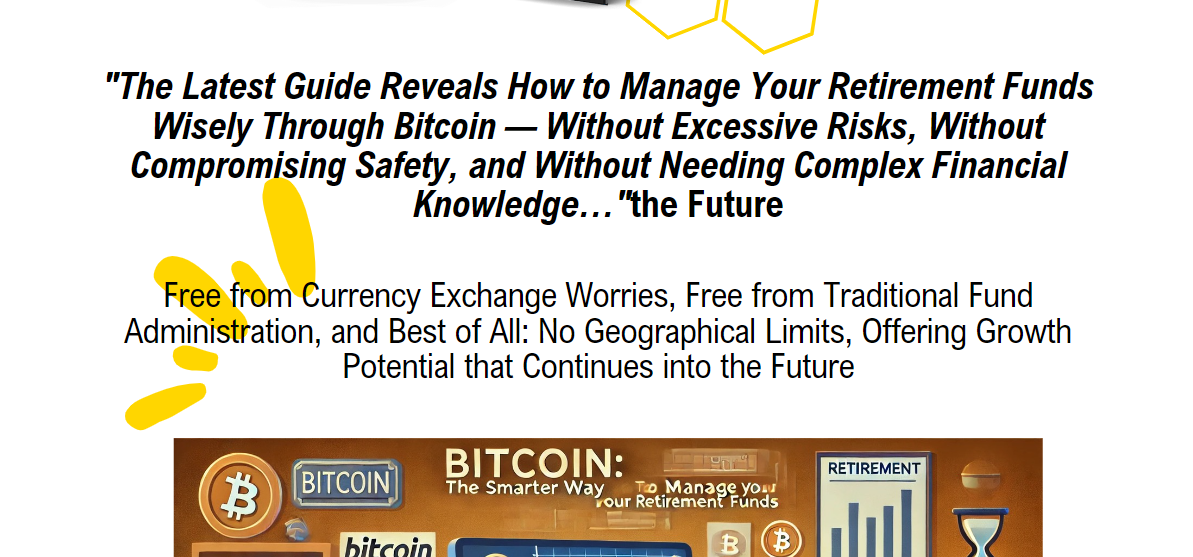 "The Latest Guide Reveals How to Manage Your Retirement Funds
Wisely Through Bitcoin — Without Excessive Risks, Without
Compromising Safety, and Without Needing Complex Financial
Knowledge…"the Future
Free from Currency Exchange Worries, Free from Traditional Fund
Administration, and Best of All: No Geographical Limits, Offering Growth
Potential that Continues into the Future
BITCOIN
BITCOIN:
The Smarter Way To Manage your
our Retirement Funds
RETIREMENT
bitcoin